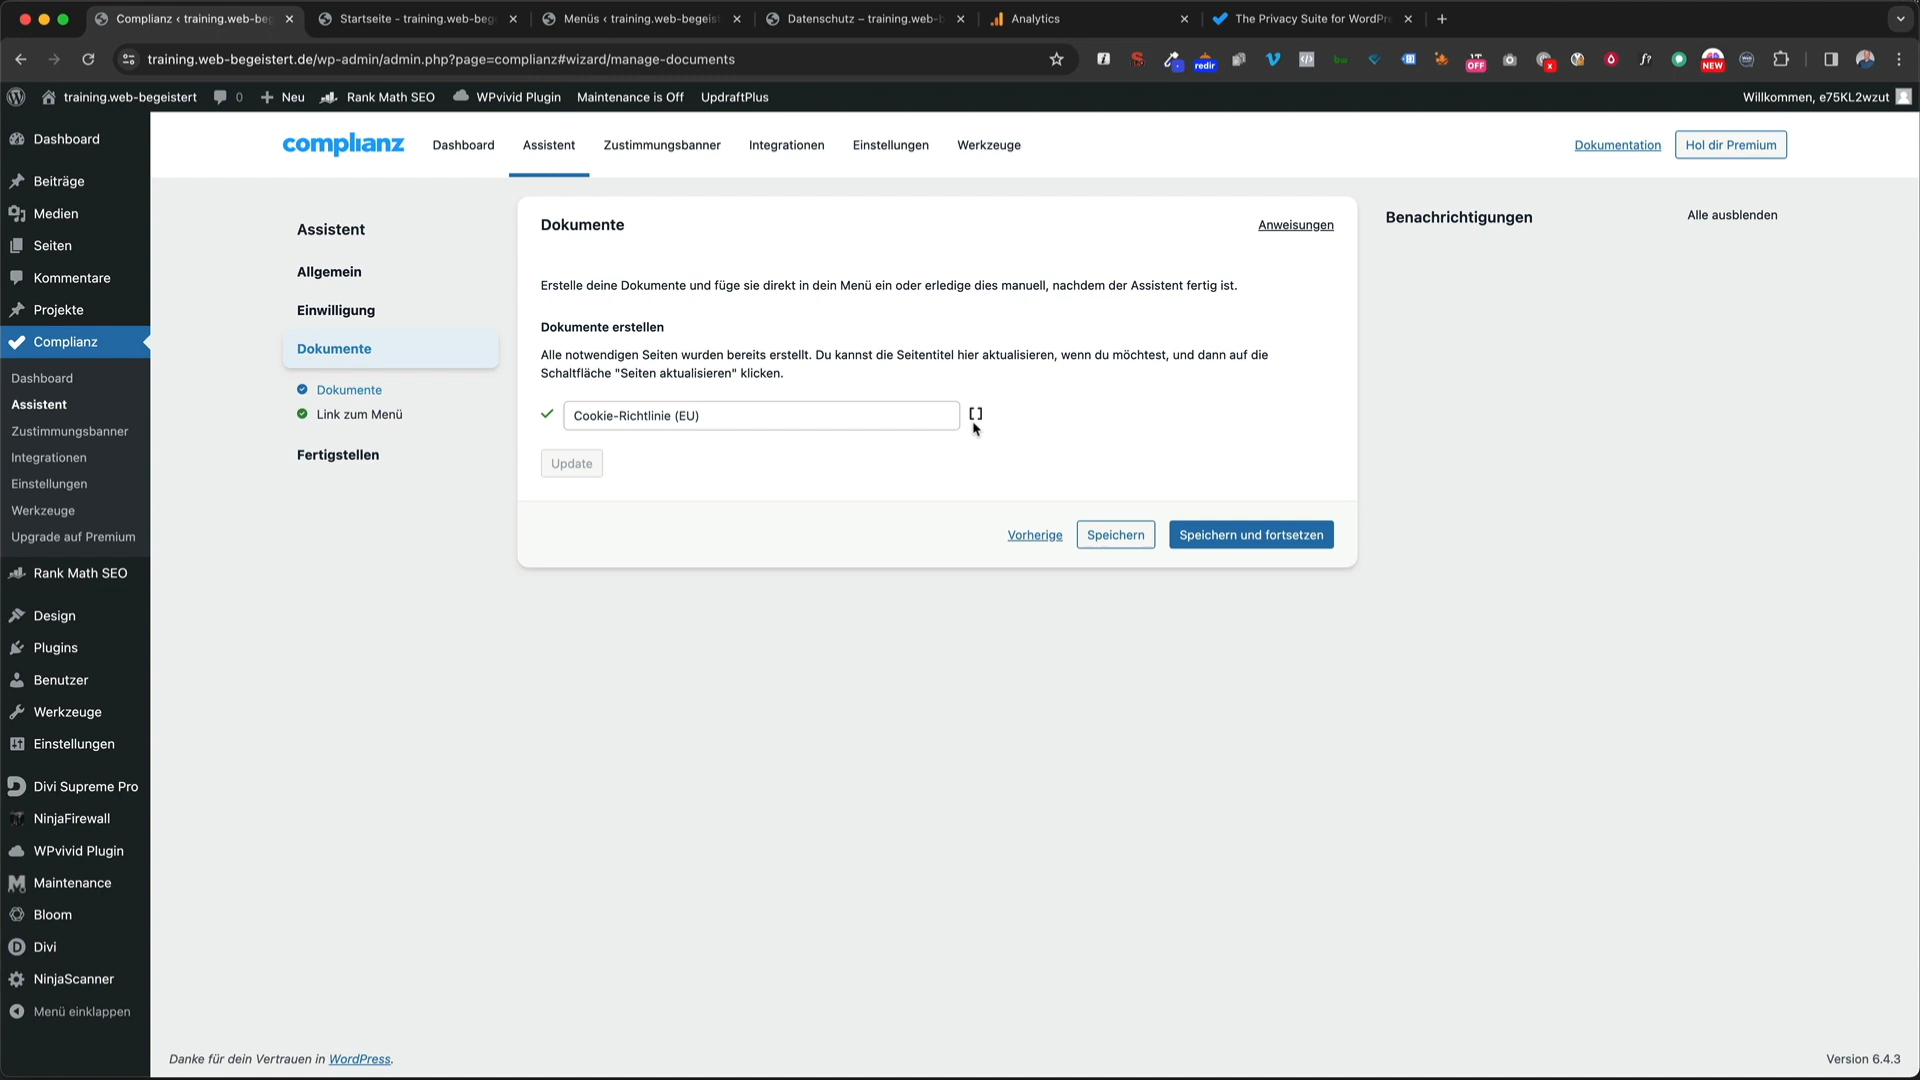 Complianz ‹ training.web-be
Startseite - training.web-beg
Menüs ‹ training.web-begeis
Datenschutz – training.web-b
Analytics
The Privacy Suite for WordPr
training.web-begeistert.de/wp-admin/admin.php?page=complianz#wizard/manage-documents
redir
OFF
NEW
training.web-begeistert
0
Neu
Rank Math SEO
WPvivid Plugin
Maintenance is Off
UpdraftPlus
Willkommen, e75KL2wzut
Dashboard
Beiträge
Medien
Seiten
Kommentare
Projekte
Complianz
Dashboard
Assistent
Zustimmungsbanner
Integrationen
Einstellungen
Werkzeuge
Upgrade auf Premium
Rank Math SEO
Design
Plugins
Benutzer
Werkzeuge
Einstellungen
Divi Supreme Pro
NinjaFirewall
WPvivid Plugin
Maintenance
Bloom
Divi
NinjaScanner
Menü einklappen
complianz
Dashboard
Assistent
Zustimmungsbanner
Integrationen
Einstellungen
Werkzeuge
Dokumentation
Hol dir Premium
Assistent
Allgemein
Einwilligung
Dokumente
Dokumente
Link zum Menü
Fertigstellen
Dokumente
Anweisungen
Erstelle deine Dokumente und füge sie direkt in dein Menü ein oder erledige dies manuell, nachdem der Assistent fertig ist.
Dokumente erstellen
Alle notwendigen Seiten wurden bereits erstellt. Du kannst die Seitentitel hier aktualisieren, wenn du möchtest, und dann auf die
Schaltfläche "Seiten aktualisieren" klicken.
Cookie-Richtlinie (EU)
Update
Vorherige
Speichern
Speichern und fortsetzen
Benachrichtigungen
Alle ausblenden
Danke für dein Vertrauen in WordPress.
Version 6.4.3